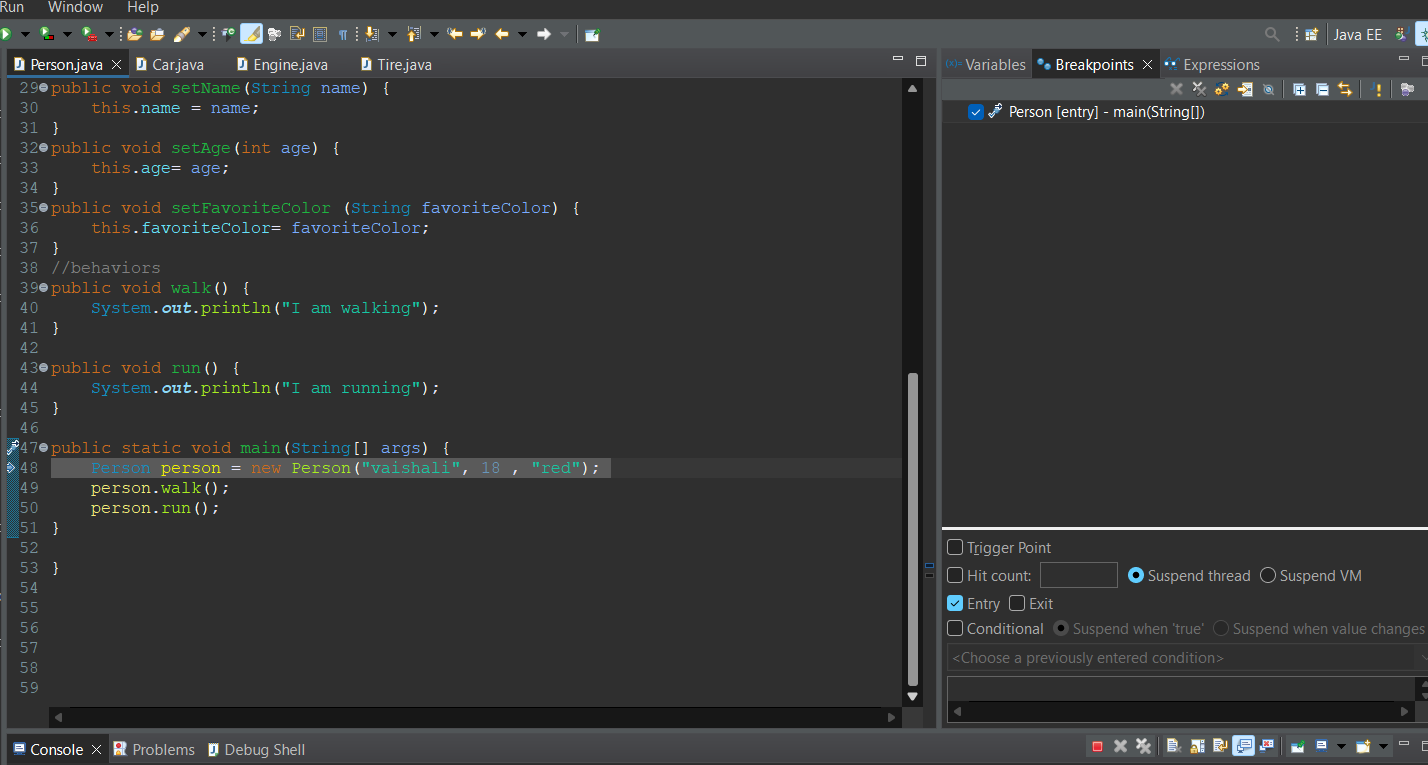 Run Window Help
Java EE
Person.java Car.java Engine.java Tire.java
Variables Breakpoints Expressions
29 public void setName(String name) {
30 this.name = name;
31 }
32 public void setAge(int age) {
33 this.age= age;
34 }
35 public void setFavoriteColor (String favoriteColor) {
36 this.favoriteColor= favoriteColor;
37 }
38 //behaviors
39 public void walk() {
40 System.out.println("I am walking");
41 }
42
43 public void run() {
44 System.out.println("I am running");
45 }
46
47 public static void main(String[] args) {
48 Person person = new Person("vaishali", 18 , "red");
49 person.walk();
50 person.run();
51 }
52
53 }
54
55
56
57
58
59
Person [entry] - main(String[])
Trigger Point
Hit count: Suspend thread Suspend VM
Entry Exit
Conditional Suspend when 'true' Suspend when value changes
<Choose a previously entered condition>
Console Problems Debug Shell